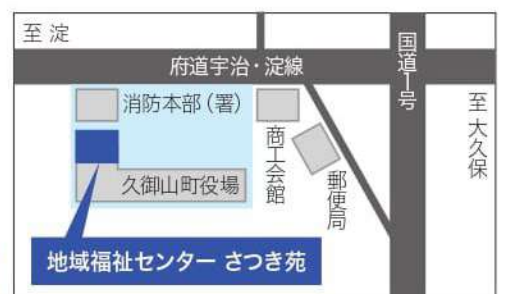 至 淀
国道1号
府道宇治・淀線
消防本部（署）
商工会館
至大久保
郵便局
久御山町役場
地域福祉センター さつき苑